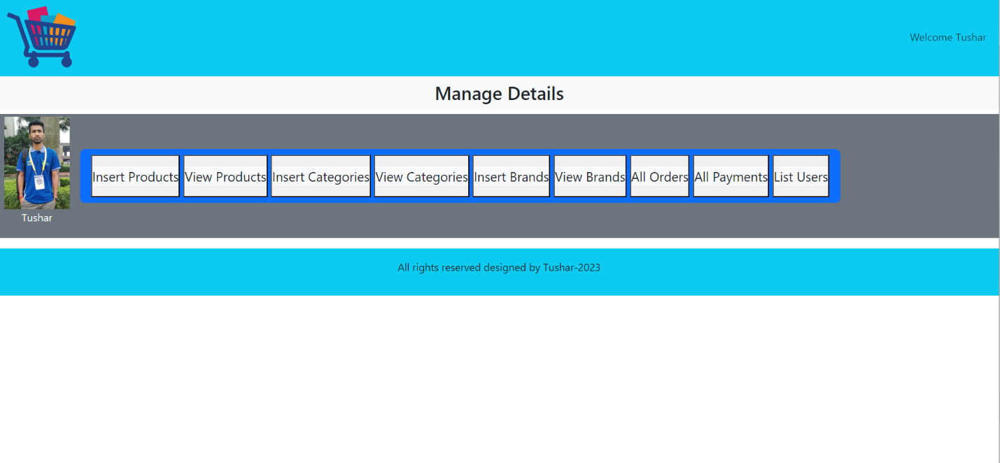 Welcome Tushar
Manage Details
Insert Products View Products Insert Categories View Categories Insert Brands View Brands All Orders All Payments List Users
Tushar
All rights reserved designed by Tushar-2023